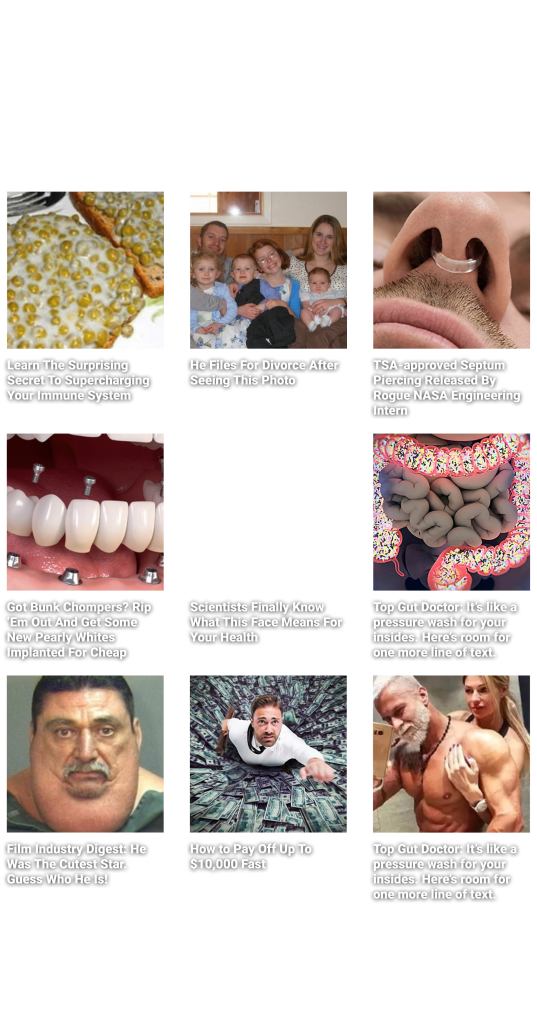 Learn The Surprising
Secret To Supercharging
Your Immune System
He Files For Divorce After
Seeing This Photo
TSA-approved Septum
Piercing Released By
Rogue NASA Engineering
Intern
Got Bunk Chompers? Rip
'Em Out And Get Some
New Pearly Whites
Implanted For Cheap
Scientists Finally Know
What This Face Means For
Your Health
Top Gut Doctor: It's like a
pressure wash for your
insides. Here's room for
one more line of text.
Film Industry Digest: He
Was The Cutest Star.
Guess Who He Is!
How to Pay Off Up To
$10,000 Fast
Top Gut Doctor: It's like a
pressure wash for your
insides. Here's room for
one more line of text.